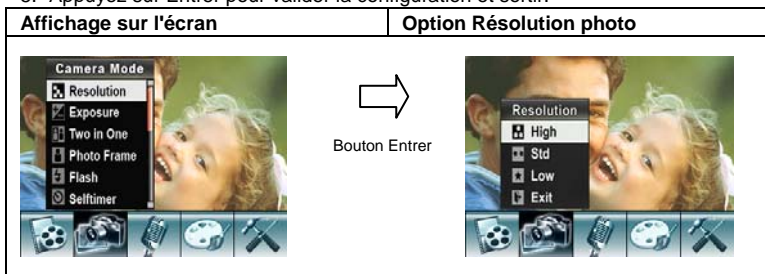 Affichage sur l'écran
Option Résolution photo
Camera Mode
Resolution
Exposure
Two in One
Photo Frame
Flash
Selftimer
Bouton Entrer
Resolution
High
Std
Low
Exit